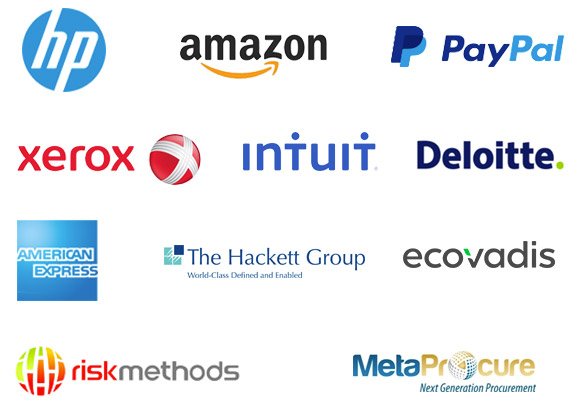 hp
amazon
PayPal
xerox
intuit
Deloitte.
AMERICAN
EXPRESS
The Hackett Group
World-Class Defined and Enabled
ecovadis
riskmethods
MetaProcure
Next Generation Procurement